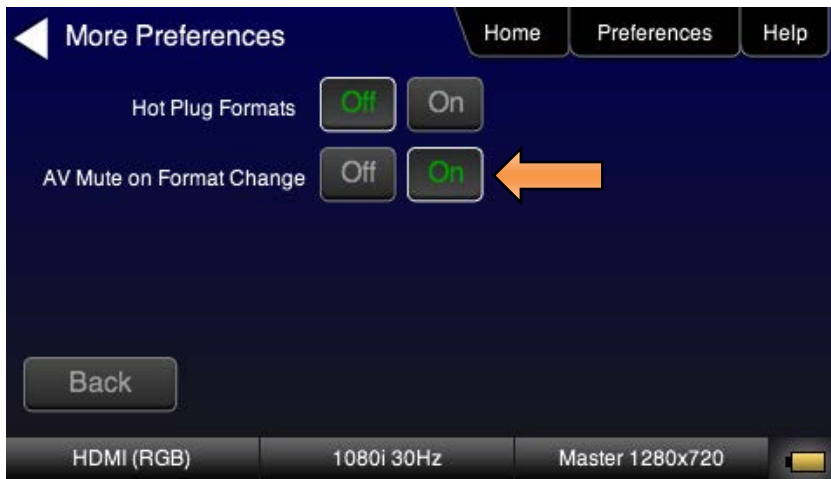 More Preferences Home Preferences Help
Hot Plug Formats Off On
AV Mute on Format Change Off On
Back
HDMI (RGB) 1080i 30Hz Master 1280x720